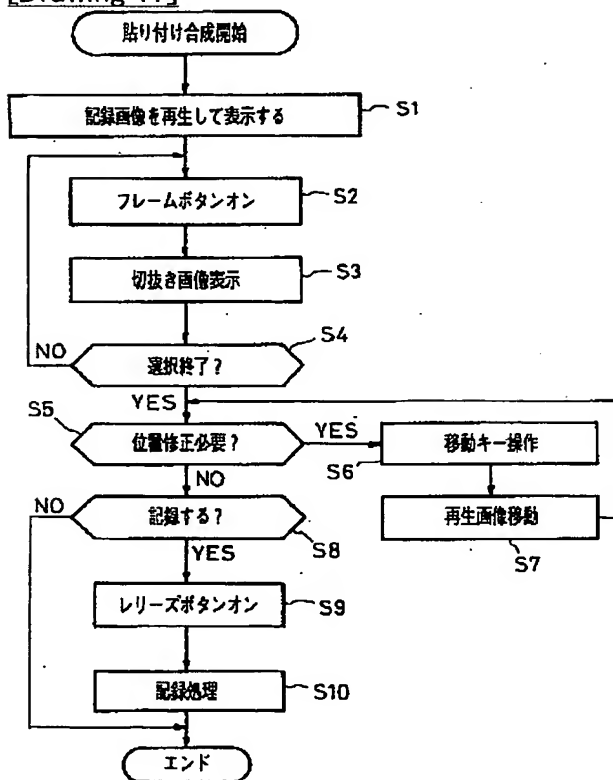 貼り付け合成開始
記録画像を再生して表示する
S1
フレームボタンオン
S2
切抜き画像表示
S3
選択終了?
S4
NO
YES
S5
位置修正必要?
YES
移動キー操作
S6
再生画像移動
S7
NO
NO
記録する?
S8
YES
レリーズボタンオン
S9
記録処理
S10
エンド